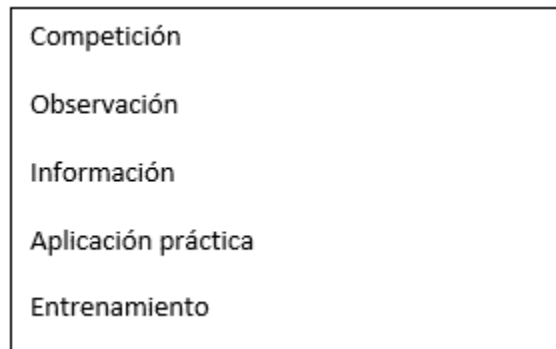 Competición
Observación
Información
Aplicación práctica
Entrenamiento